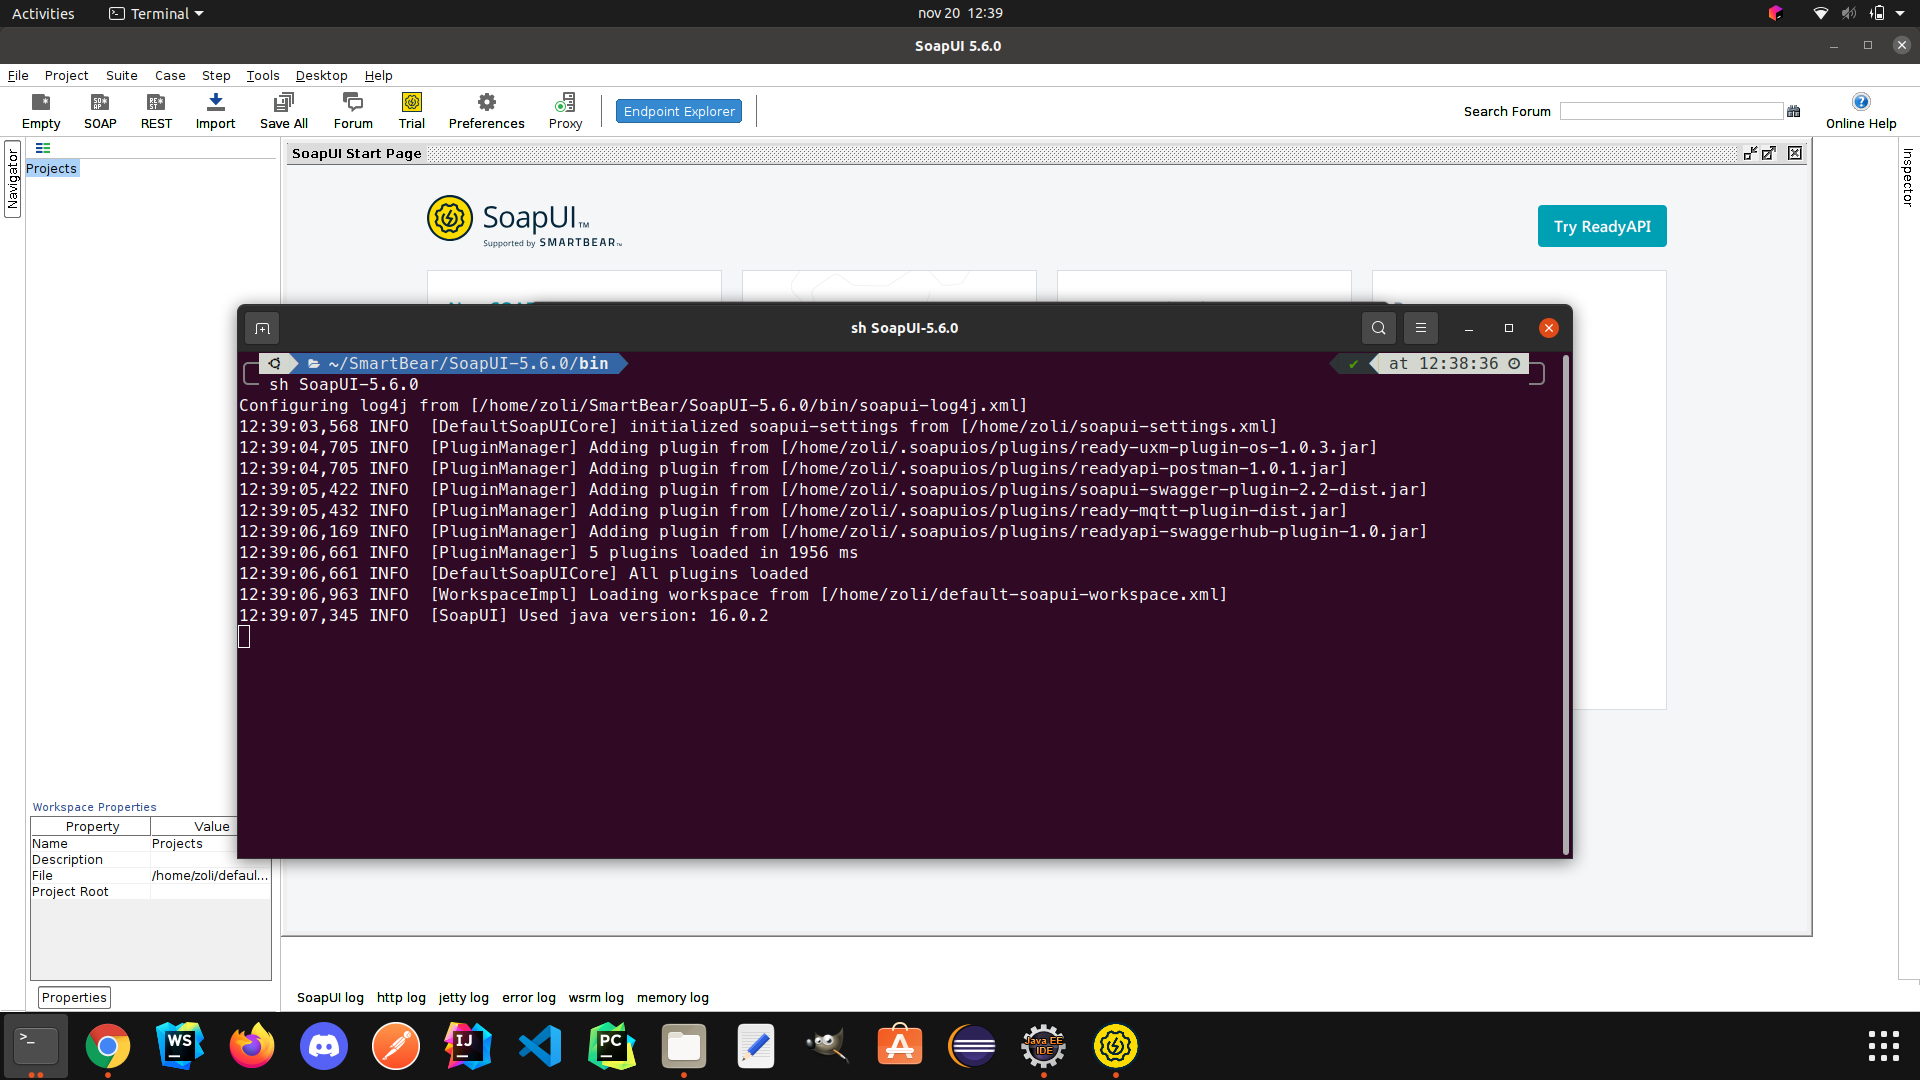 Activities
Terminal
nov 20 12:39
SoapUI 5.6.0
File Project Suite Case Step Tools Desktop Help
Empty SOAP REST Import Save All Forum Trial Preferences Proxy
Endpoint Explorer
Search Forum
Online Help
Navigator
Projects
SoapUI Start Page
Inspector
SoapUI™
Supported by SMARTBEAR™
Try ReadyAPI
sh SoapUI-5.6.0
~/SmartBear/SoapUI-5.6.0/bin
✔ at 12:38:36
sh SoapUI-5.6.0
Configuring log4j from [/home/zoli/SmartBear/SoapUI-5.6.0/bin/soapui-log4j.xml]
12:39:03,568 INFO [DefaultSoapUICore] initialized soapui-settings from [/home/zoli/soapui-settings.xml]
12:39:04,705 INFO [PluginManager] Adding plugin from [/home/zoli/.soapuios/plugins/ready-uxm-plugin-os-1.0.3.jar]
12:39:04,705 INFO [PluginManager] Adding plugin from [/home/zoli/.soapuios/plugins/readyapi-postman-1.0.1.jar]
12:39:05,422 INFO [PluginManager] Adding plugin from [/home/zoli/.soapuios/plugins/soapui-swagger-plugin-2.2-dist.jar]
12:39:05,432 INFO [PluginManager] Adding plugin from [/home/zoli/.soapuios/plugins/ready-mqtt-plugin-dist.jar]
12:39:06,169 INFO [PluginManager] Adding plugin from [/home/zoli/.soapuios/plugins/readyapi-swaggerhub-plugin-1.0.jar]
12:39:06,661 INFO [PluginManager] 5 plugins loaded in 1956 ms
12:39:06,661 INFO [DefaultSoapUICore] All plugins loaded
12:39:06,963 INFO [WorkspaceImpl] Loading workspace from [/home/zoli/default-soapui-workspace.xml]
12:39:07,345 INFO [SoapUI] Used java version: 16.0.2
Workspace Properties
Property Value
Name Projects
Description
File /home/zoli/defaul...
Project Root
Properties
SoapUI log http log jetty log error log wsrm log memory log
WS
IJ
PC
Java EE
IDE